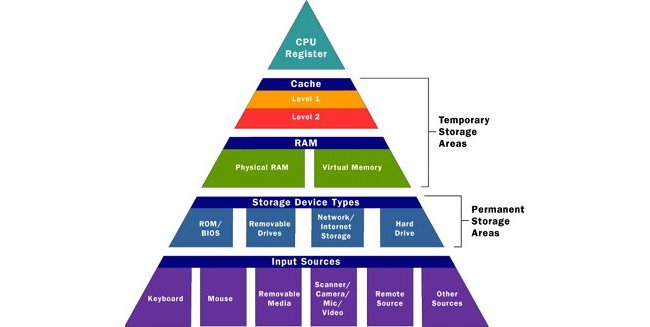 CPU
Register
Cache
Level 1
Level 2
Temporary
Storage
Areas
RAM
Physical RAM
Virtual Memory
Storage Device Types
ROM/
BIOS
Removable
Drives
Network/
Internet
Storage
Hard
Drive
Permanent
Storage
Areas
Input Sources
Keyboard
Mouse
Removable
Media
Scanner/
Camera/
Mic/
Video
Remote
Source
Other
Sources